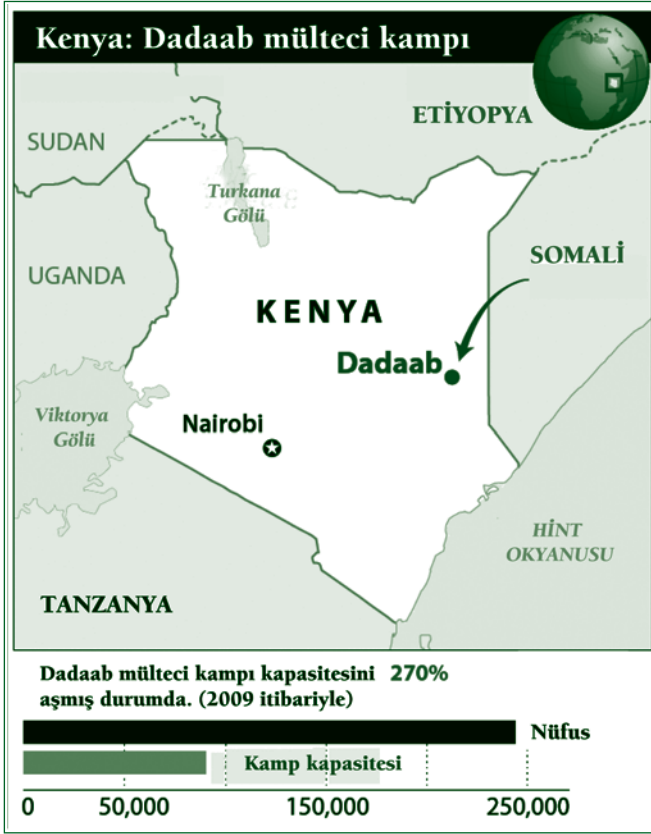 Kenya: Dadaab mülteci kampı
ETİYOPYA
SUDAN
Turkana
Gölü
UGANDA
SOMALİ
KENYA
Dadaab
Viktorya
Gölü
Nairobi
HİNT
OKYANUSU
TANZANYA
Dadaab mülteci kampı kapasitesini 270%
aşmış durumda. (2009 itibariyle)
Nüfus
Kamp kapasitesi
0 50,000 150,000 250,000